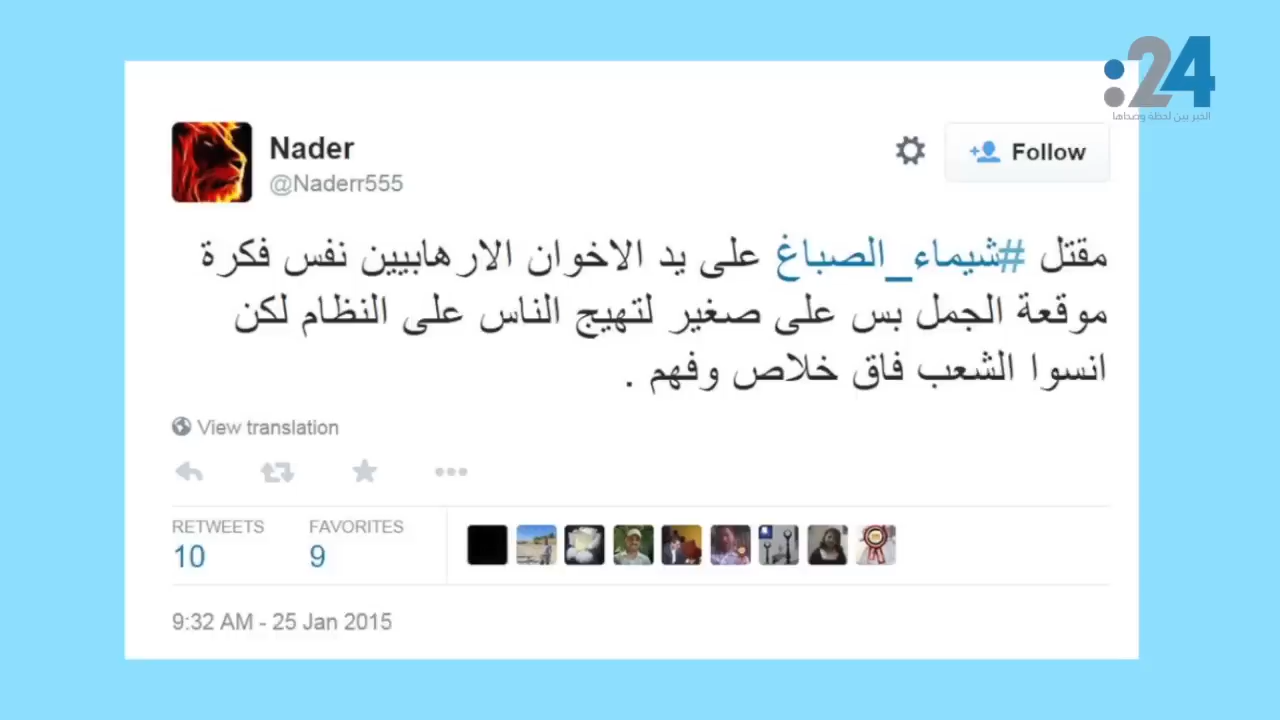 :24
الخبر بين لحظة وصداها
Nader
@Naderr555
Follow
مقتل #شيماء_الصباغ على يد الاخوان الارهابيين نفس فكرة
موقعة الجمل بس على صغير لتهيج الناس على النظام لكن
انسوا الشعب فاق خلاص وفهم .
View translation
RETWEETS
10
FAVORITES
9
9:32 AM - 25 Jan 2015